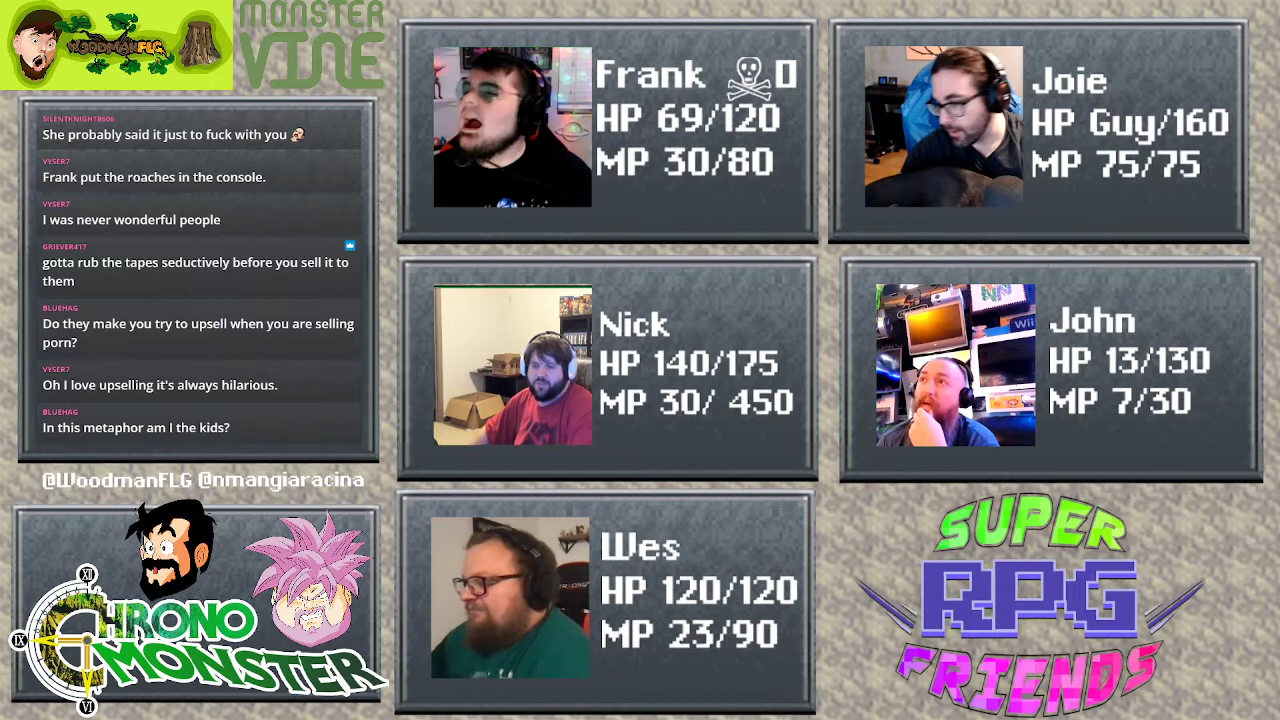 WOODMANFLG
MONSTER
VINE
SILENTKNIGHT8606
She probably said it just to fuck with you
VYSER7
Frank put the roaches in the console.
VYSER7
I was never wonderful people
GRIEVER417
gotta rub the tapes seductively before you sell it to
them
BLUEHAG
Do they make you try to upsell when you are selling
porn?
VYSER7
Oh I love upselling it's always hilarious.
BLUEHAG
In this metaphor am I the kids?
@WoodmanFLG @nmangiaracina
XII
IX
V
VI
CHRONO
MONSTER
Frank 0
HP 69/120
MP 30/80
Joie
HP Guy/160
MP 75/75
Nick
HP 140/175
MP 30/ 450
John
HP 13/130
MP 7/30
Wii
Wes
HP 120/120
MP 23/90
SUPER
RPG
FRIENDS